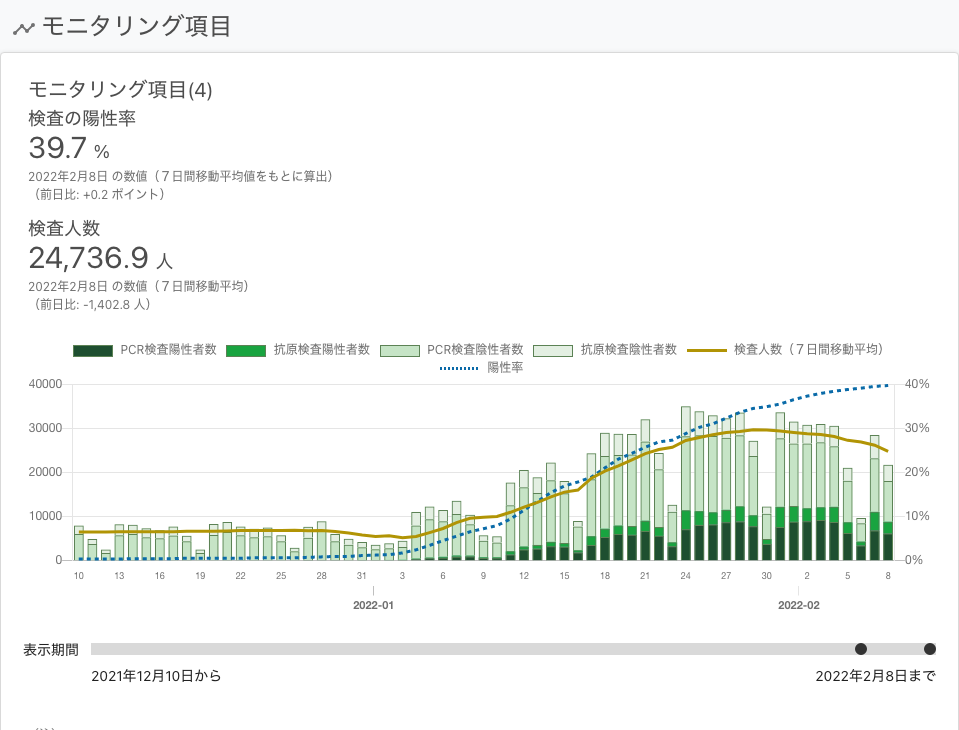 モニタリング項目
モニタリング項目(4)
検査の陽性率
39.7 %
2022年2月8日 の数値（７日間移動平均値をもとに算出）
（前日比: +0.2 ポイント）
検査人数
24,736.9 人
2022年2月8日 の数値（７日間移動平均）
（前日比: -1,402.8 人）
PCR検査陽性者数 抗原検査陽性者数 PCR検査陰性者数 抗原検査陰性者数 検査人数（７日間移動平均）
陽性率
40000 40%
30000 30%
20000 20%
10000 10%
0 0%
10 13 16 19 22 25 28 31 3 6 9 12 15 18 21 24 27 30 2 5 8
2022-01 2022-02
表示期間
2021年12月10日から 2022年2月8日まで